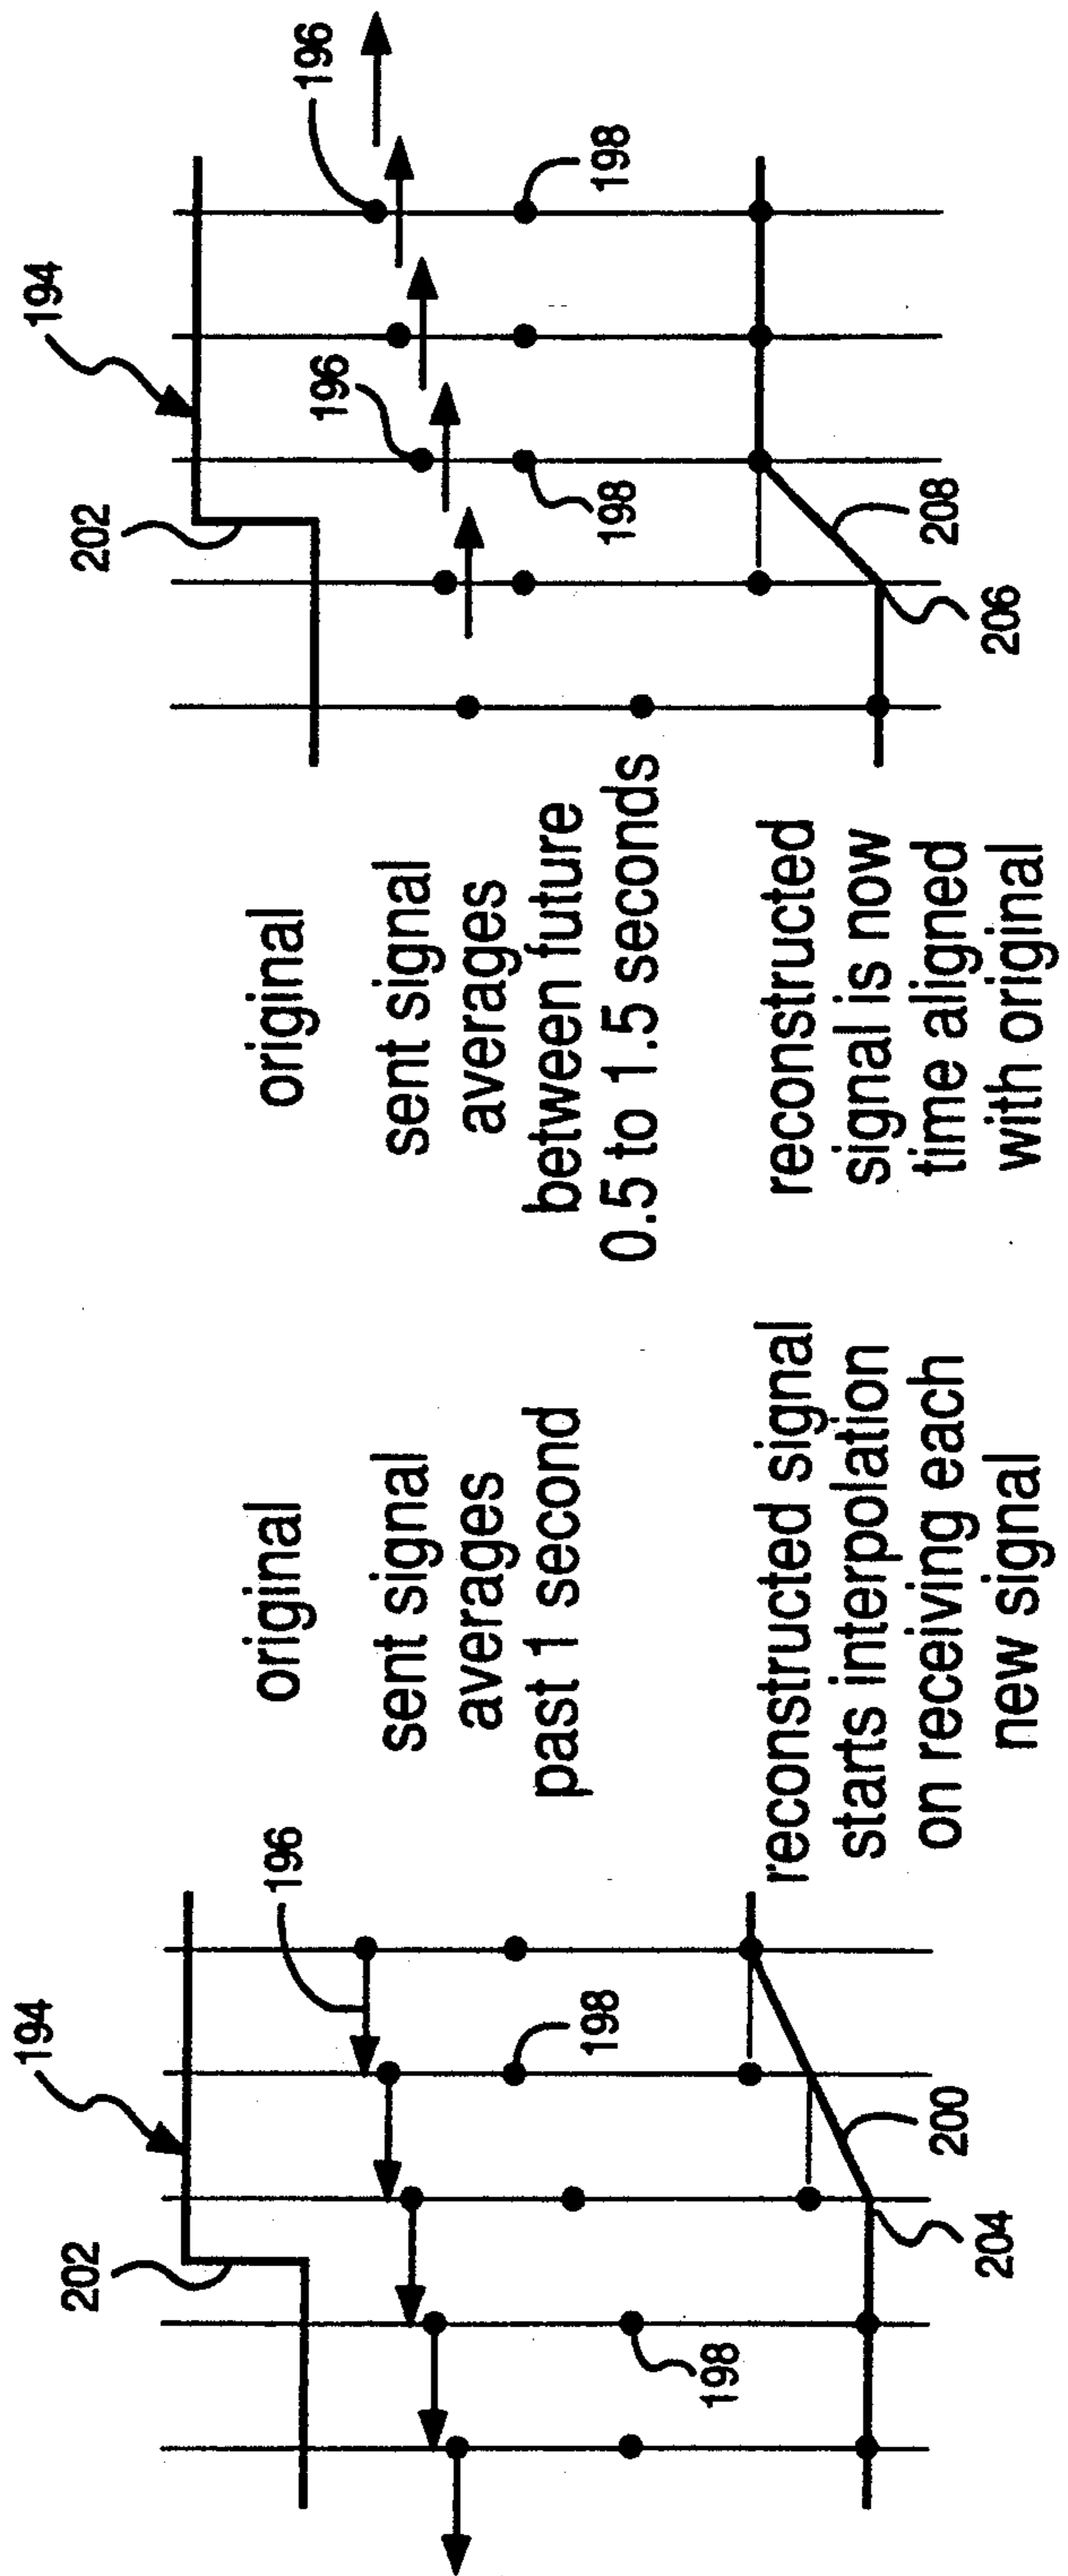 194
202
196
198
198
204
200
original
sent signal
averages
past 1 second
reconstructed signal
starts interpolation
on receiving each
new signal
original
sent signal
averages
between future
0.5 to 1.5 seconds
reconstructed
signal is now
time aligned
with original
194
202
196
196
198
198
206
208